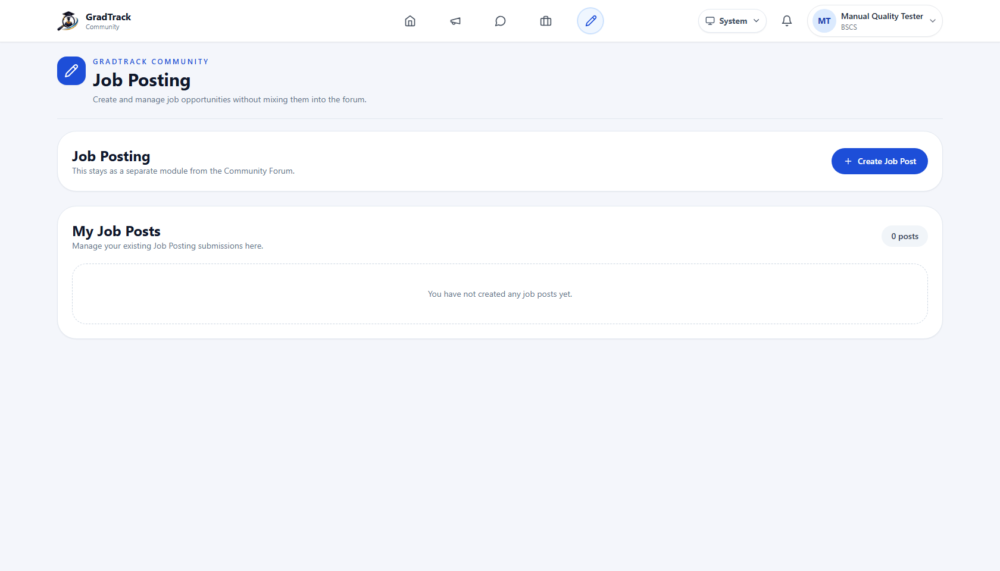 GradTrack
Community
System
MT
Manual Quality Tester
BSCS
GRADTRACK COMMUNITY
Job Posting
Create and manage job opportunities without mixing them into the forum.
Job Posting
This stays as a separate module from the Community Forum.
Create Job Post
My Job Posts
Manage your existing Job Posting submissions here.
0 posts
You have not created any job posts yet.